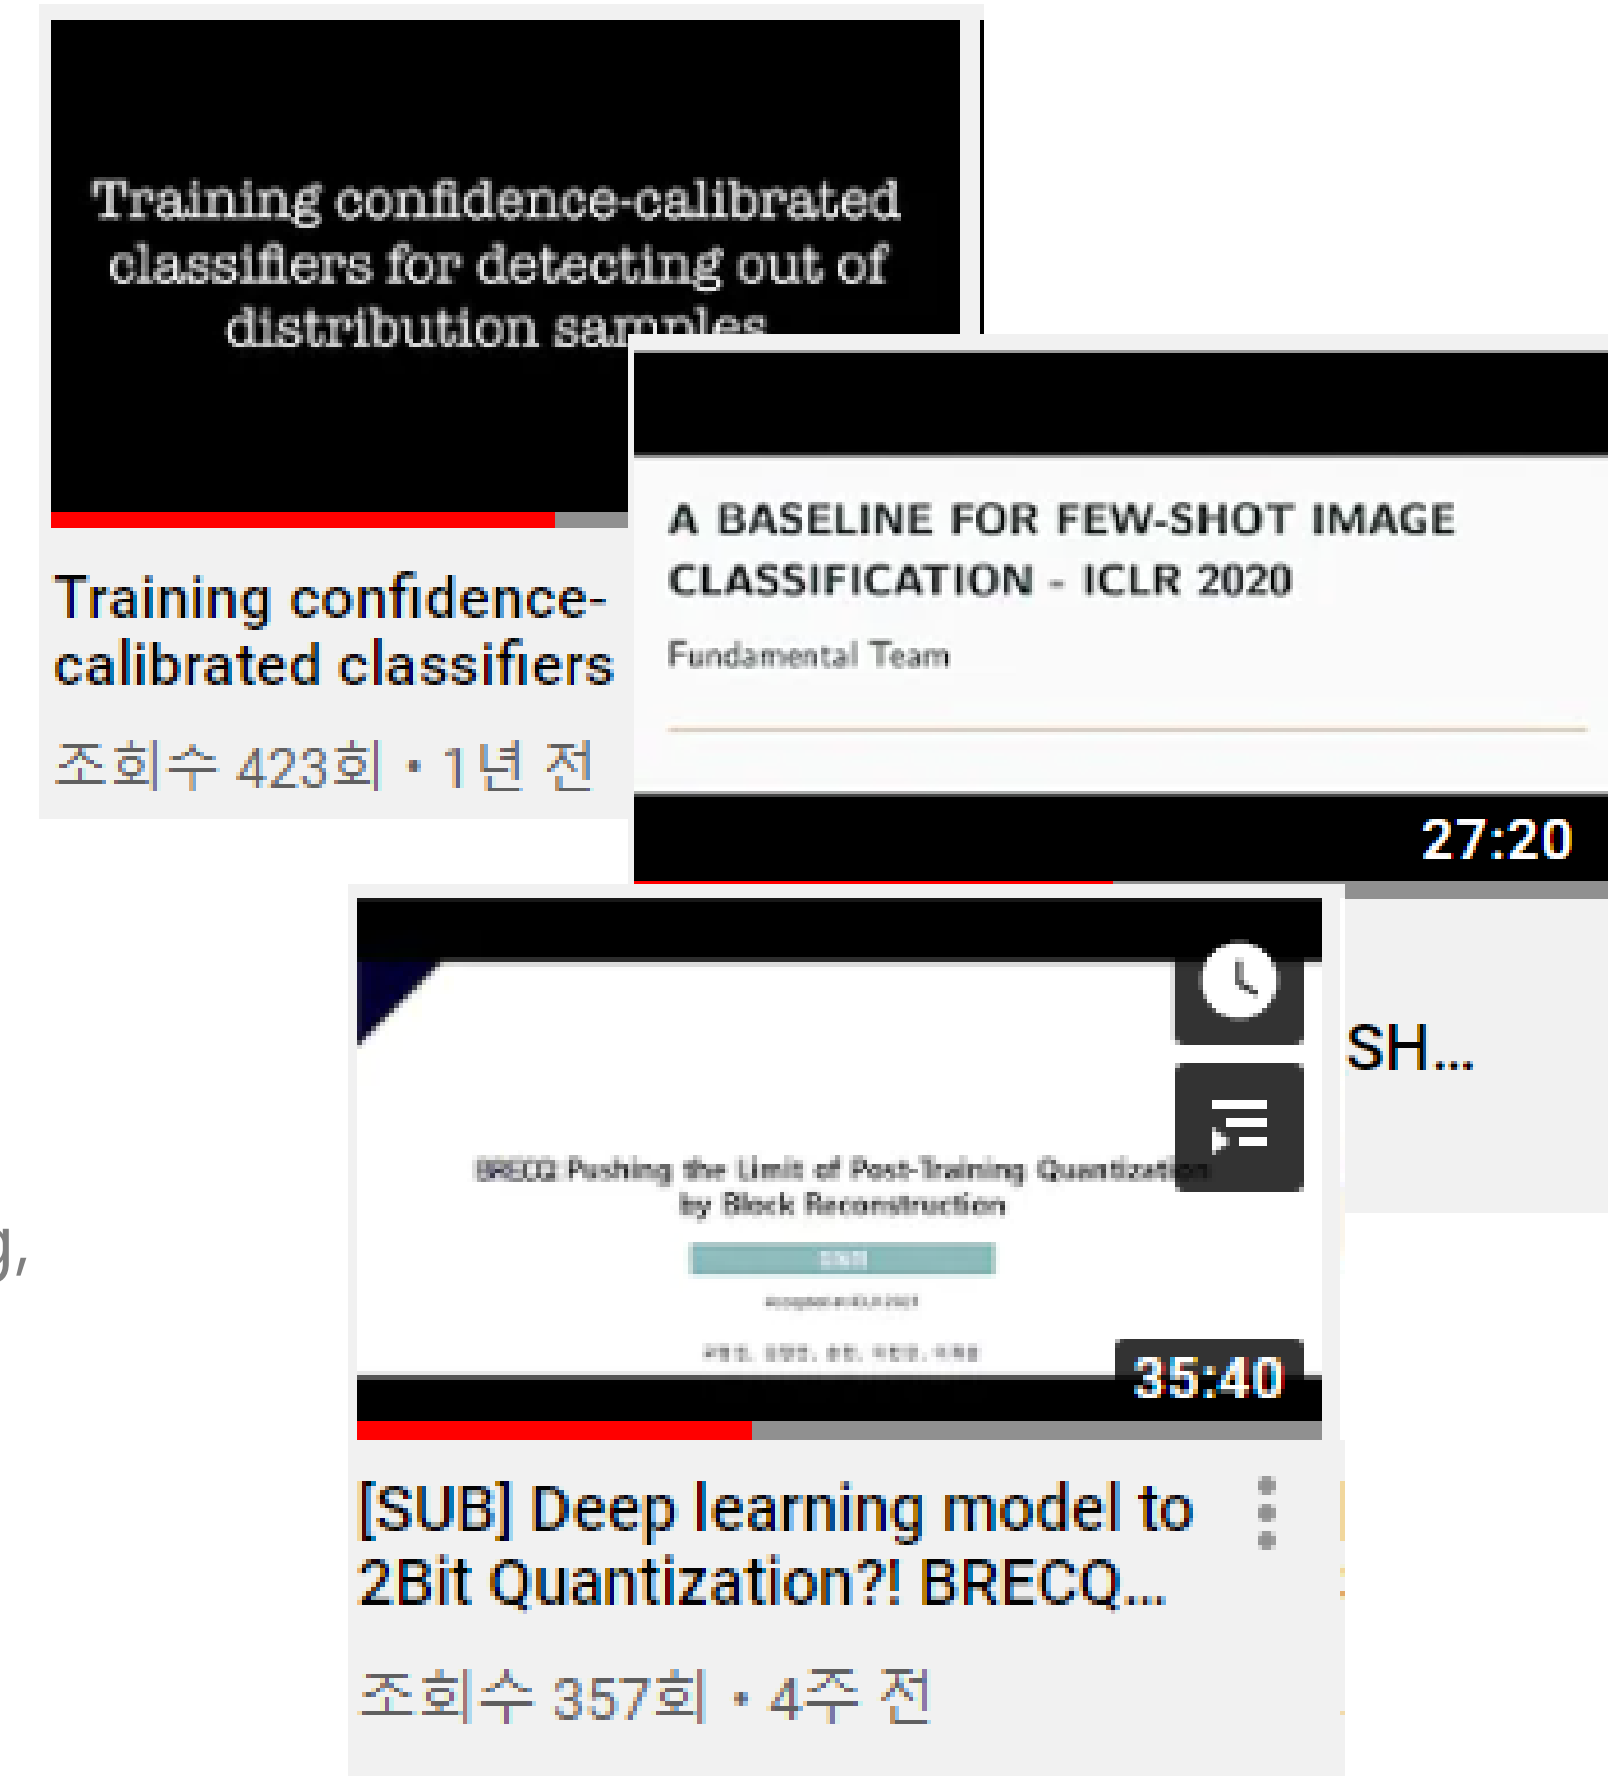 Training confidence-calibrated
classifiers for detecting out of
distribution samples
Training confidence-
calibrated classifiers
조회수 423회 • 1년 전
A BASELINE FOR FEW-SHOT IMAGE
CLASSIFICATION - ICLR 2020
Fundamental Team
27:20
SH...
g,
BRECQ Pushing the Limit of Post-Training Quantization
by Block Reconstruction
35:40
[SUB] Deep learning model to
2Bit Quantization?! BRECQ...
조회수 357회 • 4주 전